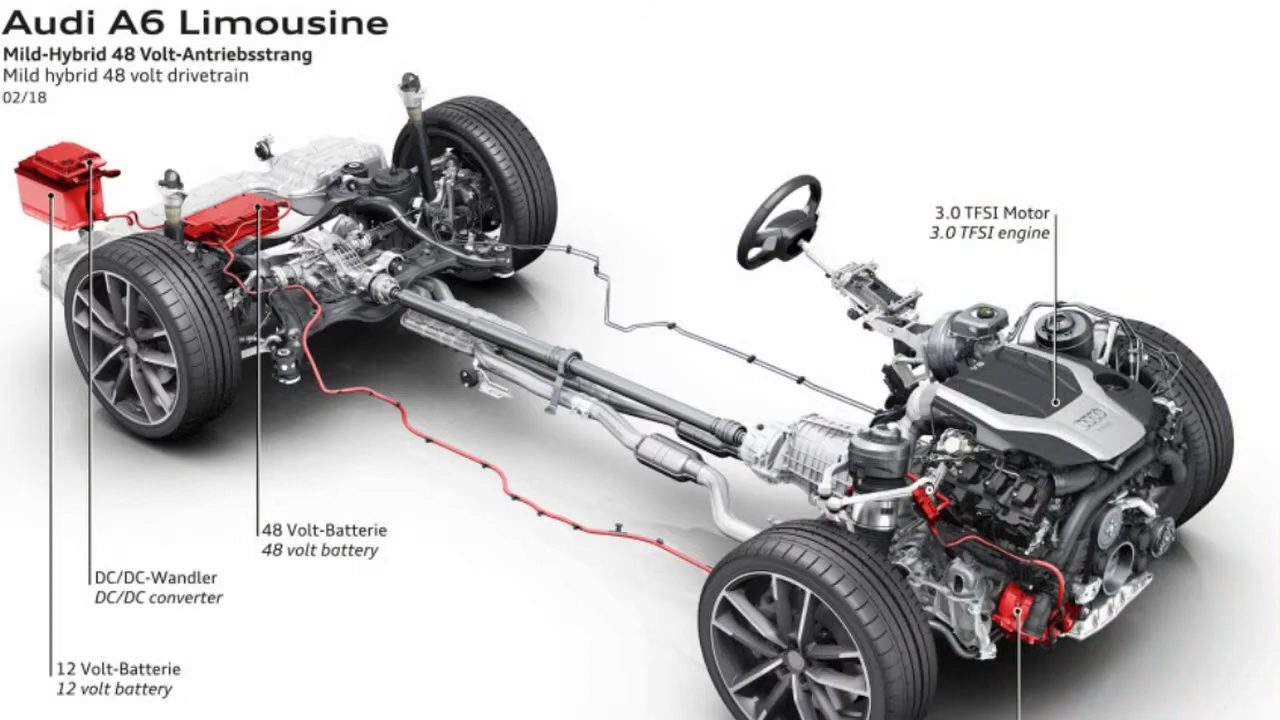 Audi A6 Limousine
Mild-Hybrid 48 Volt-Antriebsstrang
Mild hybrid 48 volt drivetrain
02/18
3.0 TFSI Motor
3.0 TFSI engine
48 Volt-Batterie
48 volt battery
DC/DC-Wandler
DC/DC converter
12 Volt-Batterie
12 volt battery